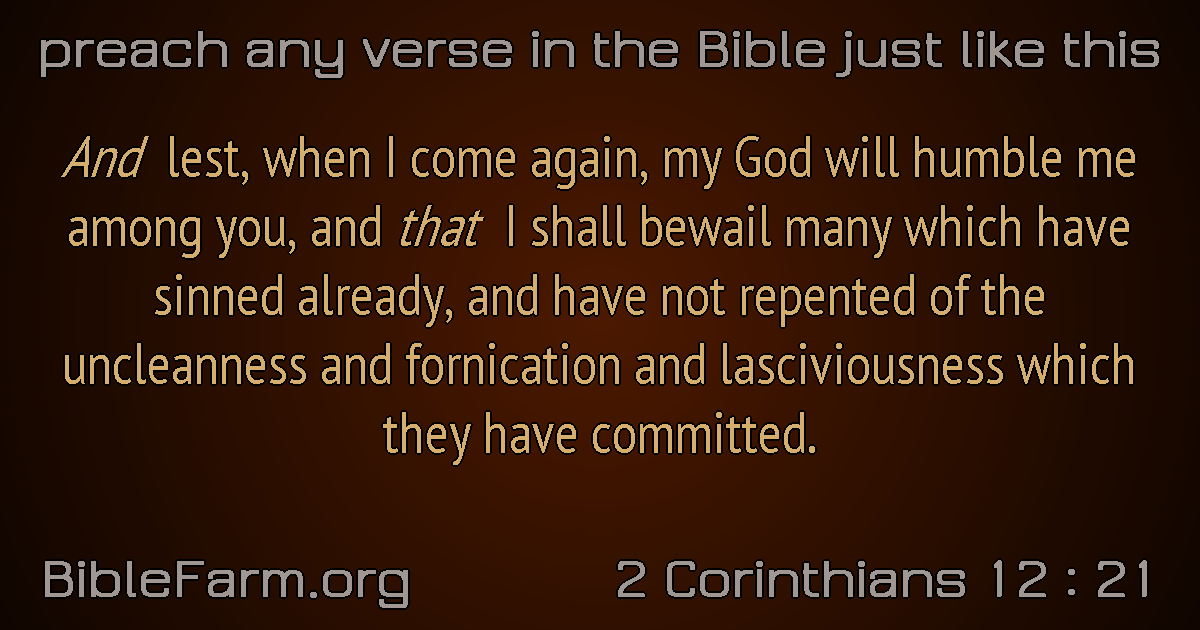 preach any verse in the Bible just like this
And lest, when I come again, my God will humble me
among you, and that I shall bewail many which have
sinned already, and have not repented of the
uncleanness and fornication and lasciviousness which
they have committed.
BibleFarm.org
2 Corinthians 12 : 21